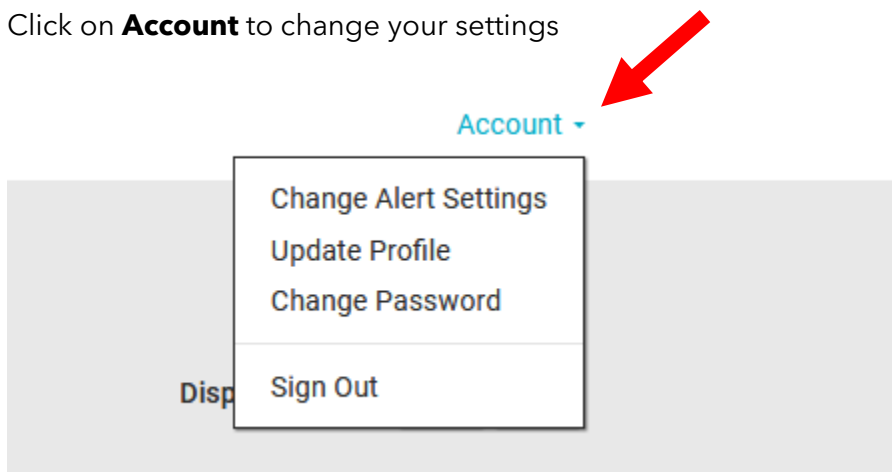 Click on Account to change your settings
Account
Change Alert Settings
Update Profile
Change Password
Disp
Sign Out